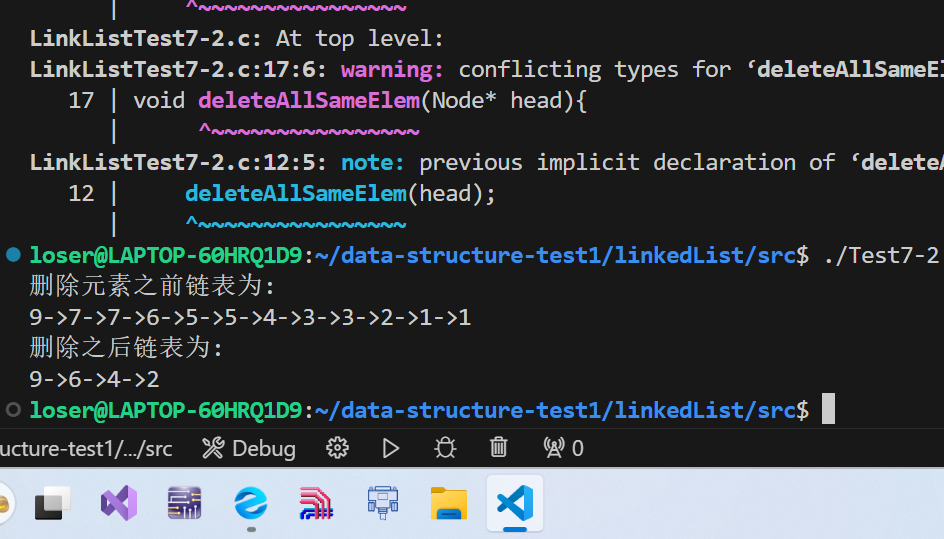 LinkListTest7-2.c: At top level:
LinkListTest7-2.c:17:6: warning: conflicting types for ‘deleteAllSameEl
17 | void deleteAllSameElem(Node* head){
| ^~~~~~~~~~~~~~~~~
LinkListTest7-2.c:12:5: note: previous implicit declaration of ‘deleteA
12 | deleteAllSameElem(head);
| ^~~~~~~~~~~~~~~~~
loser@LAPTOP-60HRQ1D9:~/data-structure-test1/linkedList/src$ ./Test7-2
删除元素之前链表为:
9->7->7->6->5->5->4->3->3->2->1->1
删除之后链表为:
9->6->4->2
loser@LAPTOP-60HRQ1D9:~/data-structure-test1/linkedList/src$
ucture-test1/.../src Debug 0